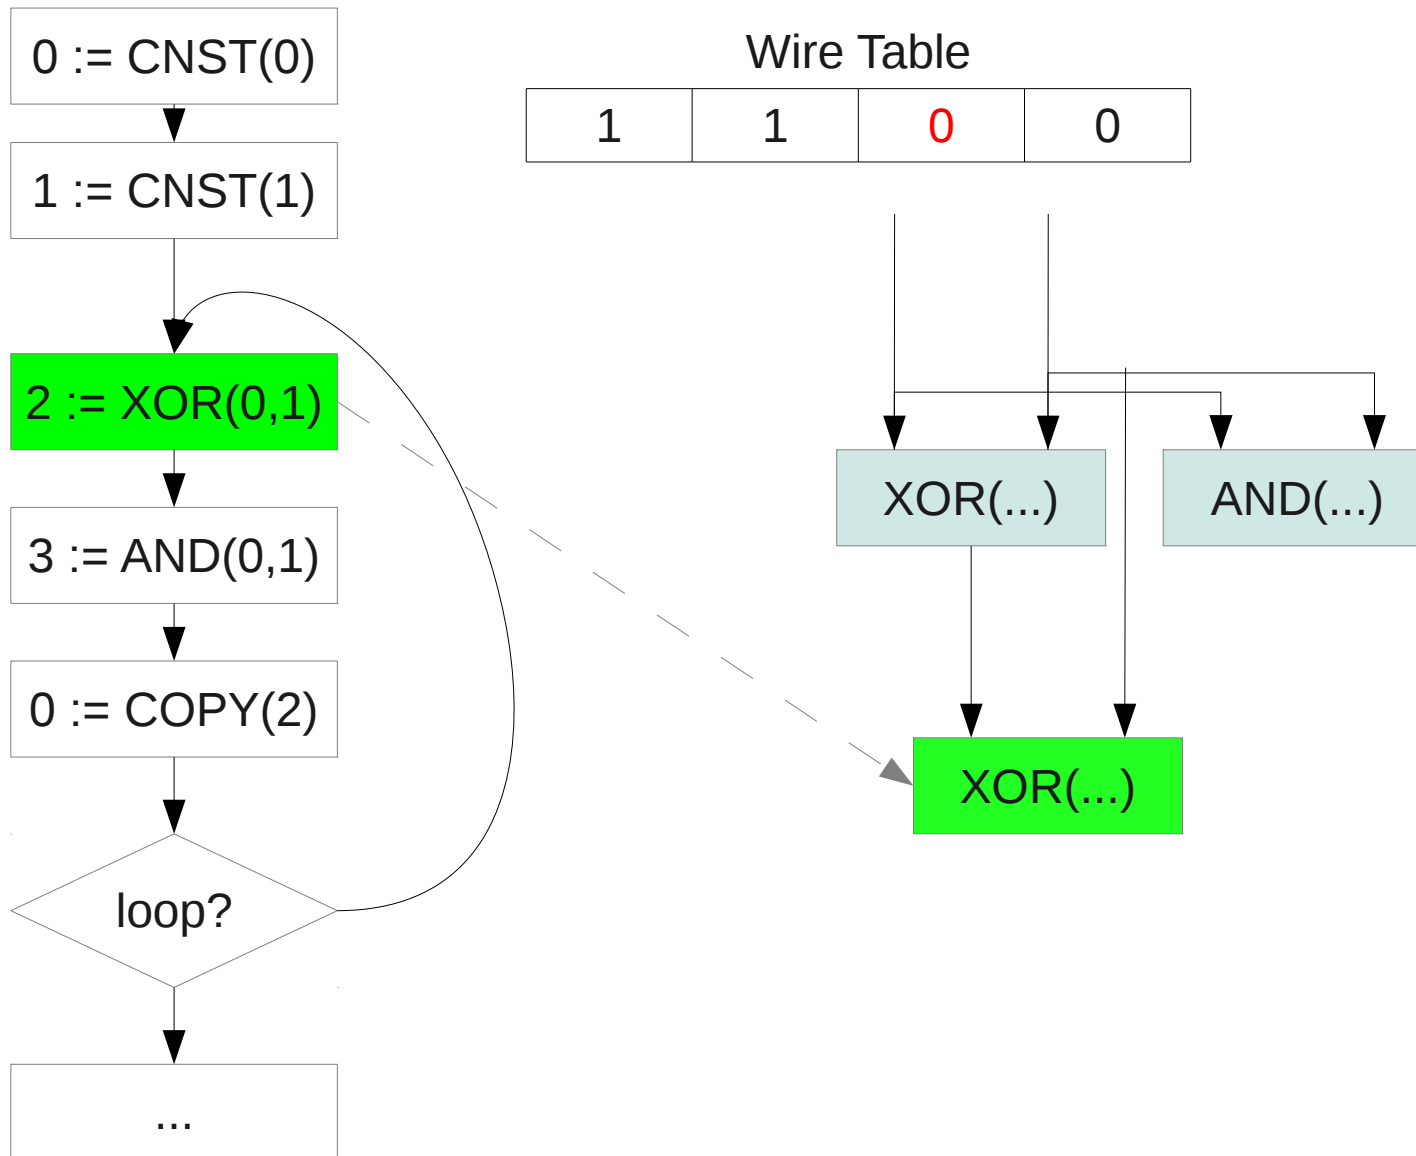 0 := CNST(0)
1 := CNST(1)
2 := XOR(0,1)
3 := AND(0,1)
0 := COPY(2)
loop?
...
Wire Table
1 1 0 0
XOR(...) AND(...)
XOR(...)